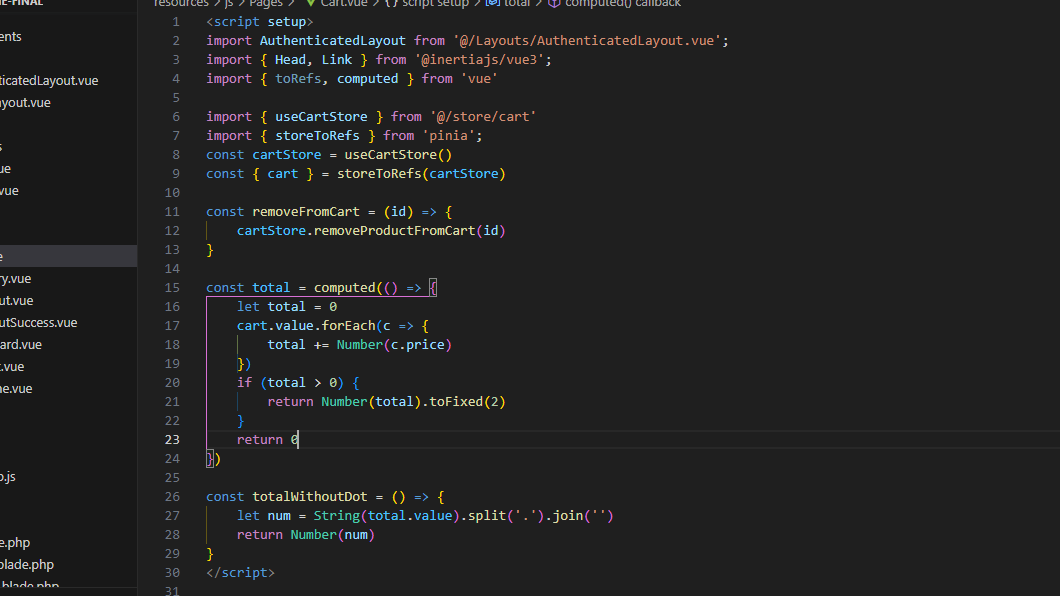 E-FINAL
resources > js > Pages > Cart.vue > {} script setup > total > computed() callback
ents
ticatedLayout.vue
ayout.vue
s
ue
vue
e
ry.vue
ut.vue
utSuccess.vue
ard.vue
t.vue
me.vue
p.js
e.php
blade.php
blade.php
1 <script setup>
2 import AuthenticatedLayout from '@/Layouts/AuthenticatedLayout.vue';
3 import { Head, Link } from '@inertiajs/vue3';
4 import { toRefs, computed } from 'vue'
5
6 import { useCartStore } from '@/store/cart'
7 import { storeToRefs } from 'pinia';
8 const cartStore = useCartStore()
9 const { cart } = storeToRefs(cartStore)
10
11 const removeFromCart = (id) => {
12 cartStore.removeProductFromCart(id)
13 }
14
15 const total = computed(() => {
16 let total = 0
17 cart.value.forEach(c => {
18 total += Number(c.price)
19 })
20 if (total > 0) {
21 return Number(total).toFixed(2)
22 }
23 return 0
24 })
25
26 const totalWithoutDot = () => {
27 let num = String(total.value).split('.').join('')
28 return Number(num)
29 }
30 </script>
31